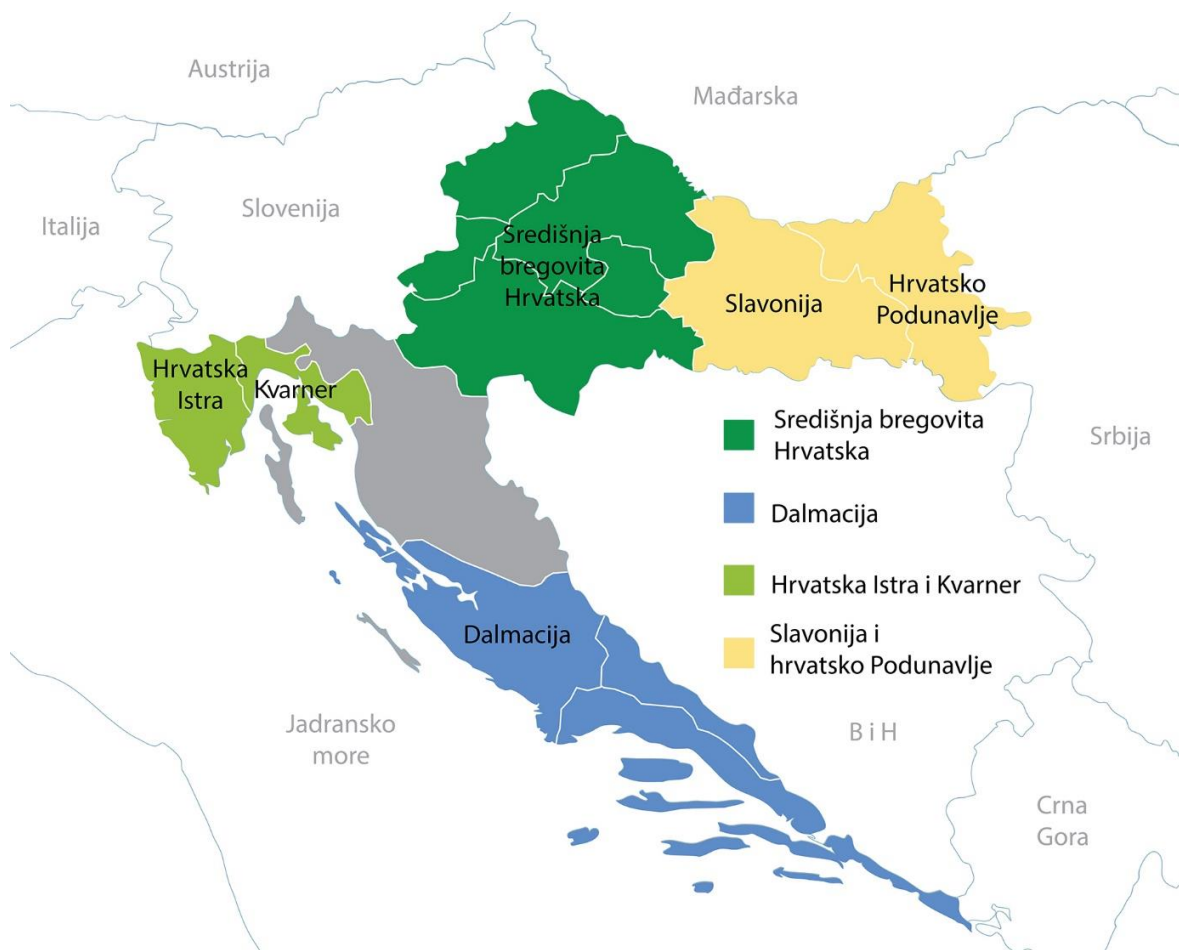 Austrija
Mađarska
Slovenija
Italija
Središnja
bregovita
Hrvatska
Slavonija
Hrvatsko
Podunavlje
Hrvatska
Istra
Kvarner
Središnja bregovita
Hrvatska
Srbija
Dalmacija
Hrvatska Istra i Kvarner
Slavonija i
hrvatsko Podunavlje
Dalmacija
Jadransko
more
B i H
Crna
Gora